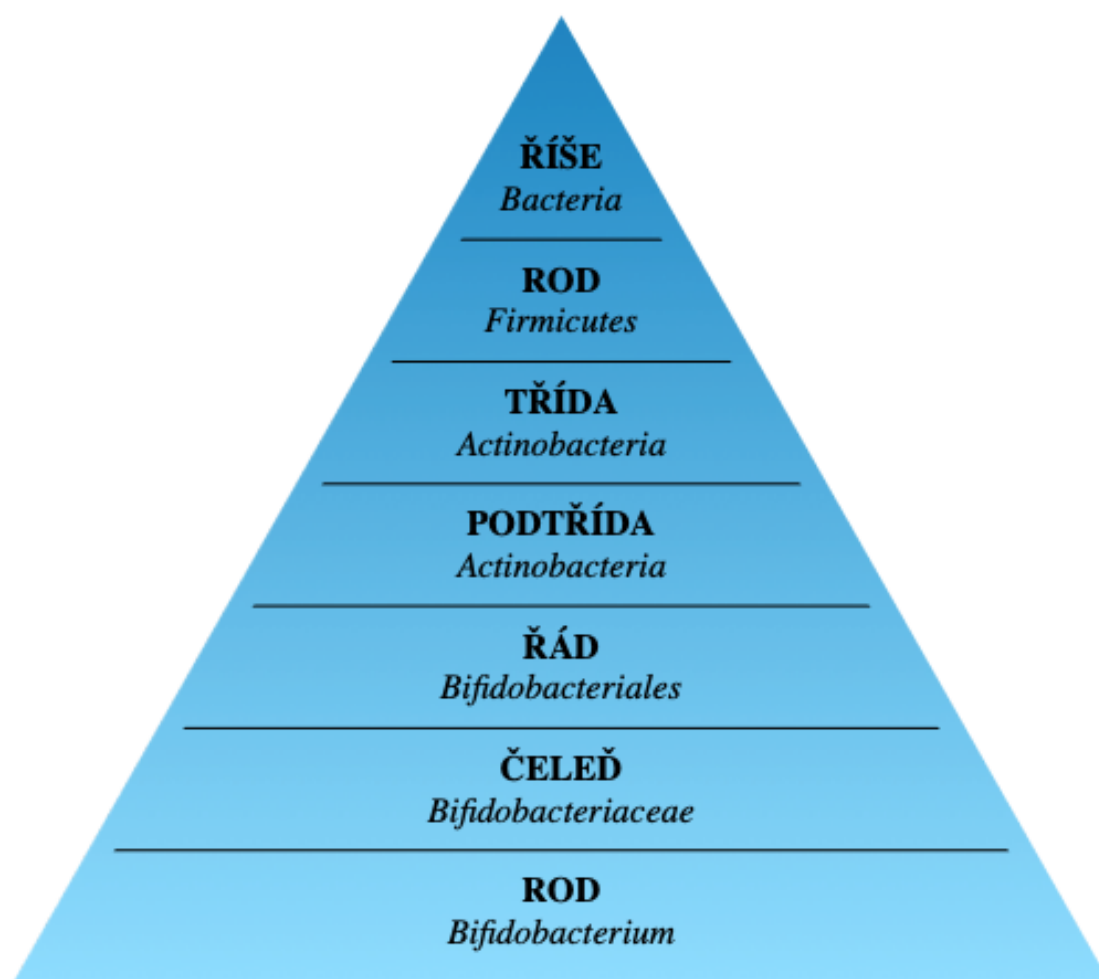 ŘÍŠE
Bacteria
ROD
Firmicutes
TŘÍDA
Actinobacteria
PODTŘÍDA
Actinobacteria
ŘÁD
Bifidobacteriales
ČELEĎ
Bifidobacteriaceae
ROD
Bifidobacterium